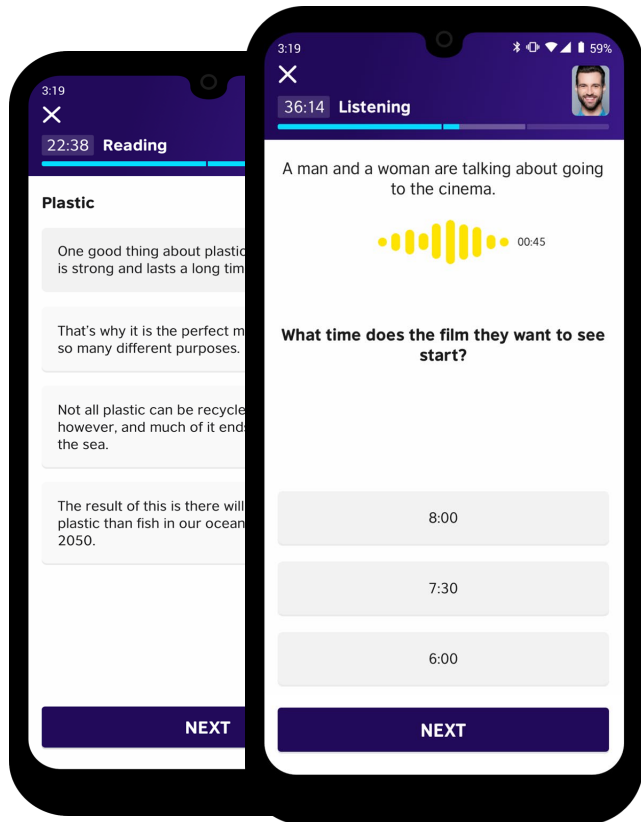 3:19
22:38 Reading
Plastic
One good thing about plastic
is strong and lasts a long tim
That's why it is the perfect m
so many different purposes.
Not all plastic can be recycle
however, and much of it ends
the sea.
The result of this is there will
plastic than fish in our ocean
2050.
NEXT
3:19
59%
36:14 Listening
A man and a woman are talking about going
to the cinema.
00:45
What time does the film they want to see
start?
8:00
7:30
6:00
NEXT